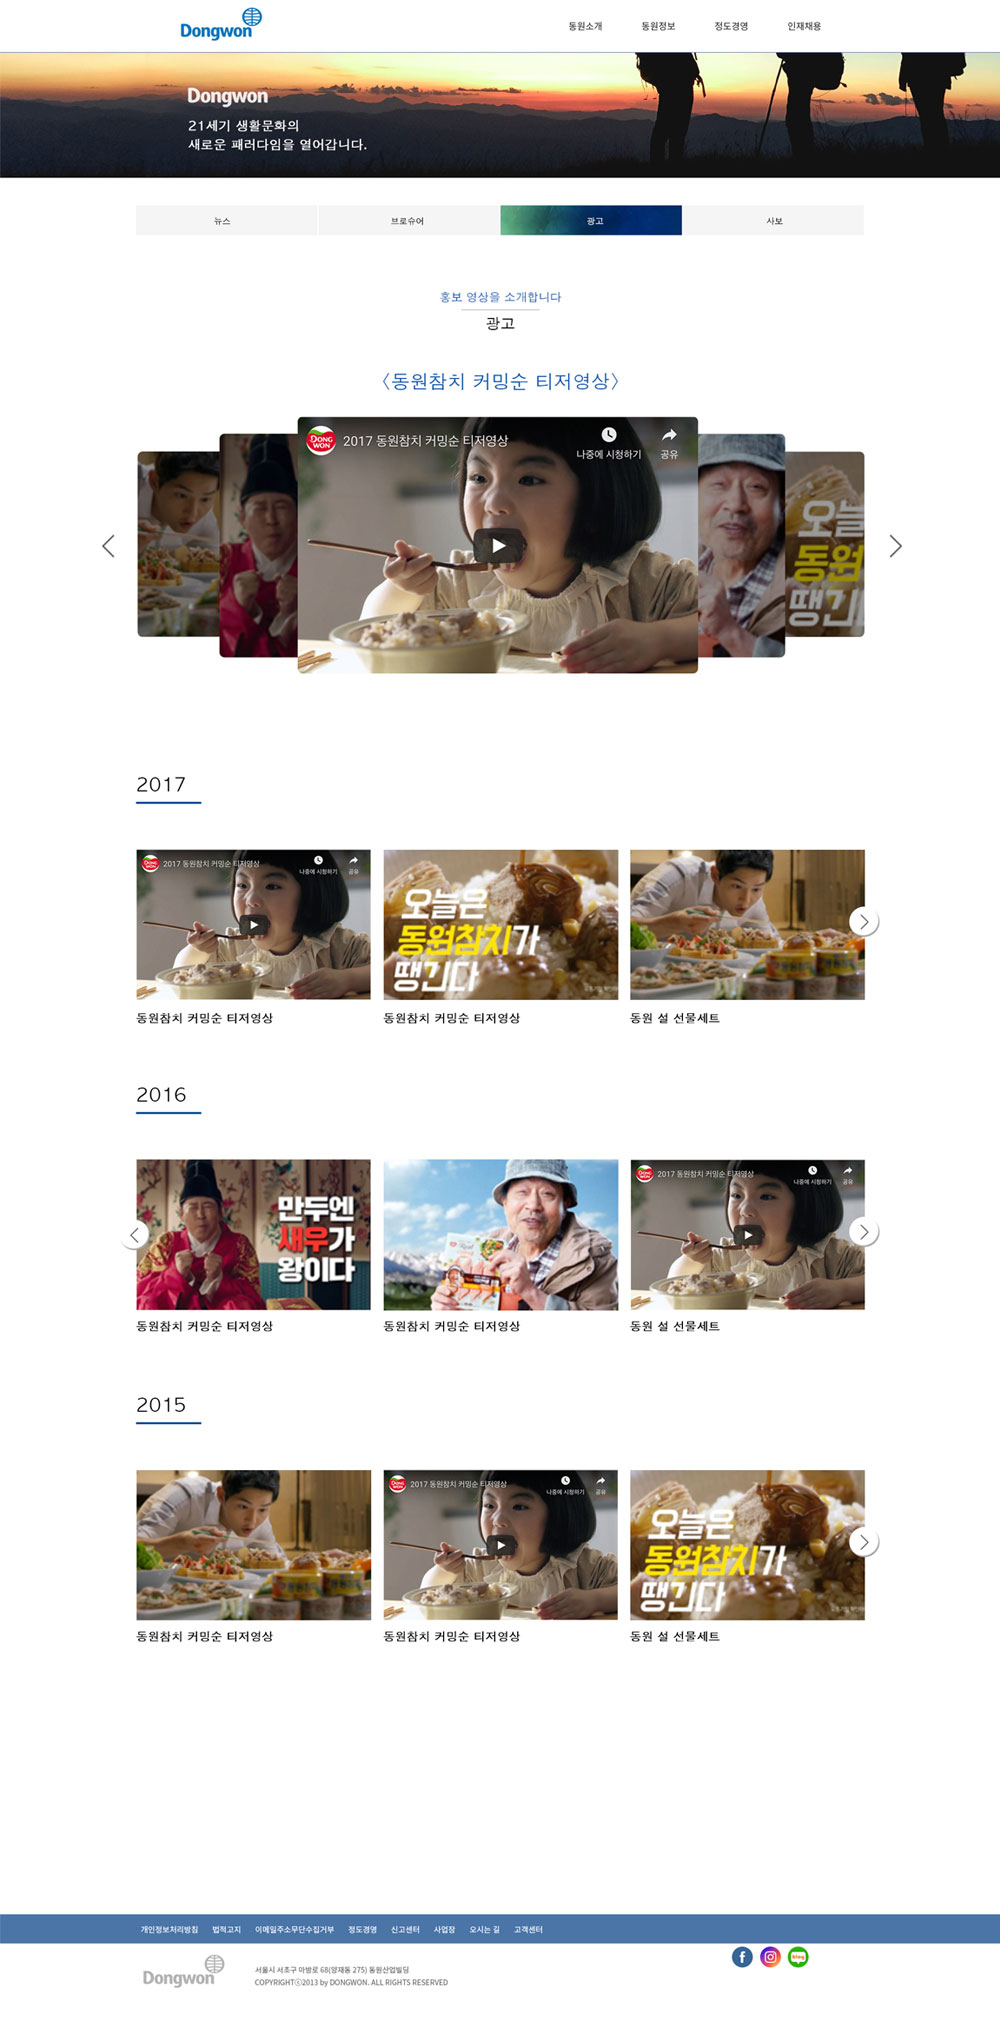 Dongwon
동원소개 동원정보 정도경영 인재채용
Dongwon
21세기 생활문화의
새로운 패러다임을 열어갑니다.
뉴스 브로슈어 광고 사보
홍보 영상을 소개합니다
광고
〈동원참치 커밍순 티저영상〉
DONG WON
2017 동원참치 커밍순 티저영상
나중에 시청하기 공유
오늘
동원
땡긴
2017
DONG WON
2017 동원참치 커밍순 티저영상
나중에 시청하기 공유
오늘은
동원참치가
땡긴다
동원참치 커밍순 티저영상
동원참치 커밍순 티저영상
동원 설 선물세트
2016
만두엔
새우가
왕이다
DONG WON
2017 동원참치 커밍순 티저영상
나중에 시청하기 공유
동원참치 커밍순 티저영상
동원참치 커밍순 티저영상
동원 설 선물세트
2015
DONG WON
2017 동원참치 커밍순 티저영상
나중에 시청하기 공유
오늘은
동원참치가
땡긴다
동원참치 커밍순 티저영상
동원참치 커밍순 티저영상
동원 설 선물세트
개인정보처리방침 법적고지 이메일주소무단수집거부 정도경영 신고센터 사업장 오시는 길 고객센터
Dongwon
서울시 서초구 마방로 68(양재동 275) 동원산업빌딩
COPYRIGHTⓒ2013 by DONGWON. ALL RIGHTS RESERVED
blog